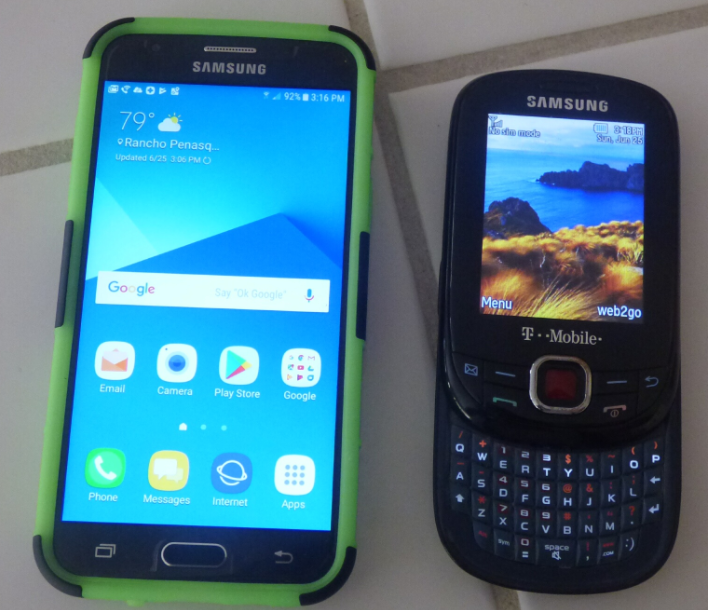 SAMSUNG
92% 3:16 PM
79°
Rancho Penasq...
Updated 6/25 3:06 PM
Google
Say "Ok Google"
Email
Camera
Play Store
Google
Phone
Messages
Internet
Apps
SAMSUNG
No sim mode
Sun, Jun 25
Menu
web2go
T··Mobile·
Q W E R T Y U I O P
A S D F G H J K L
Z X C V B N M
sym
space
.com
:)